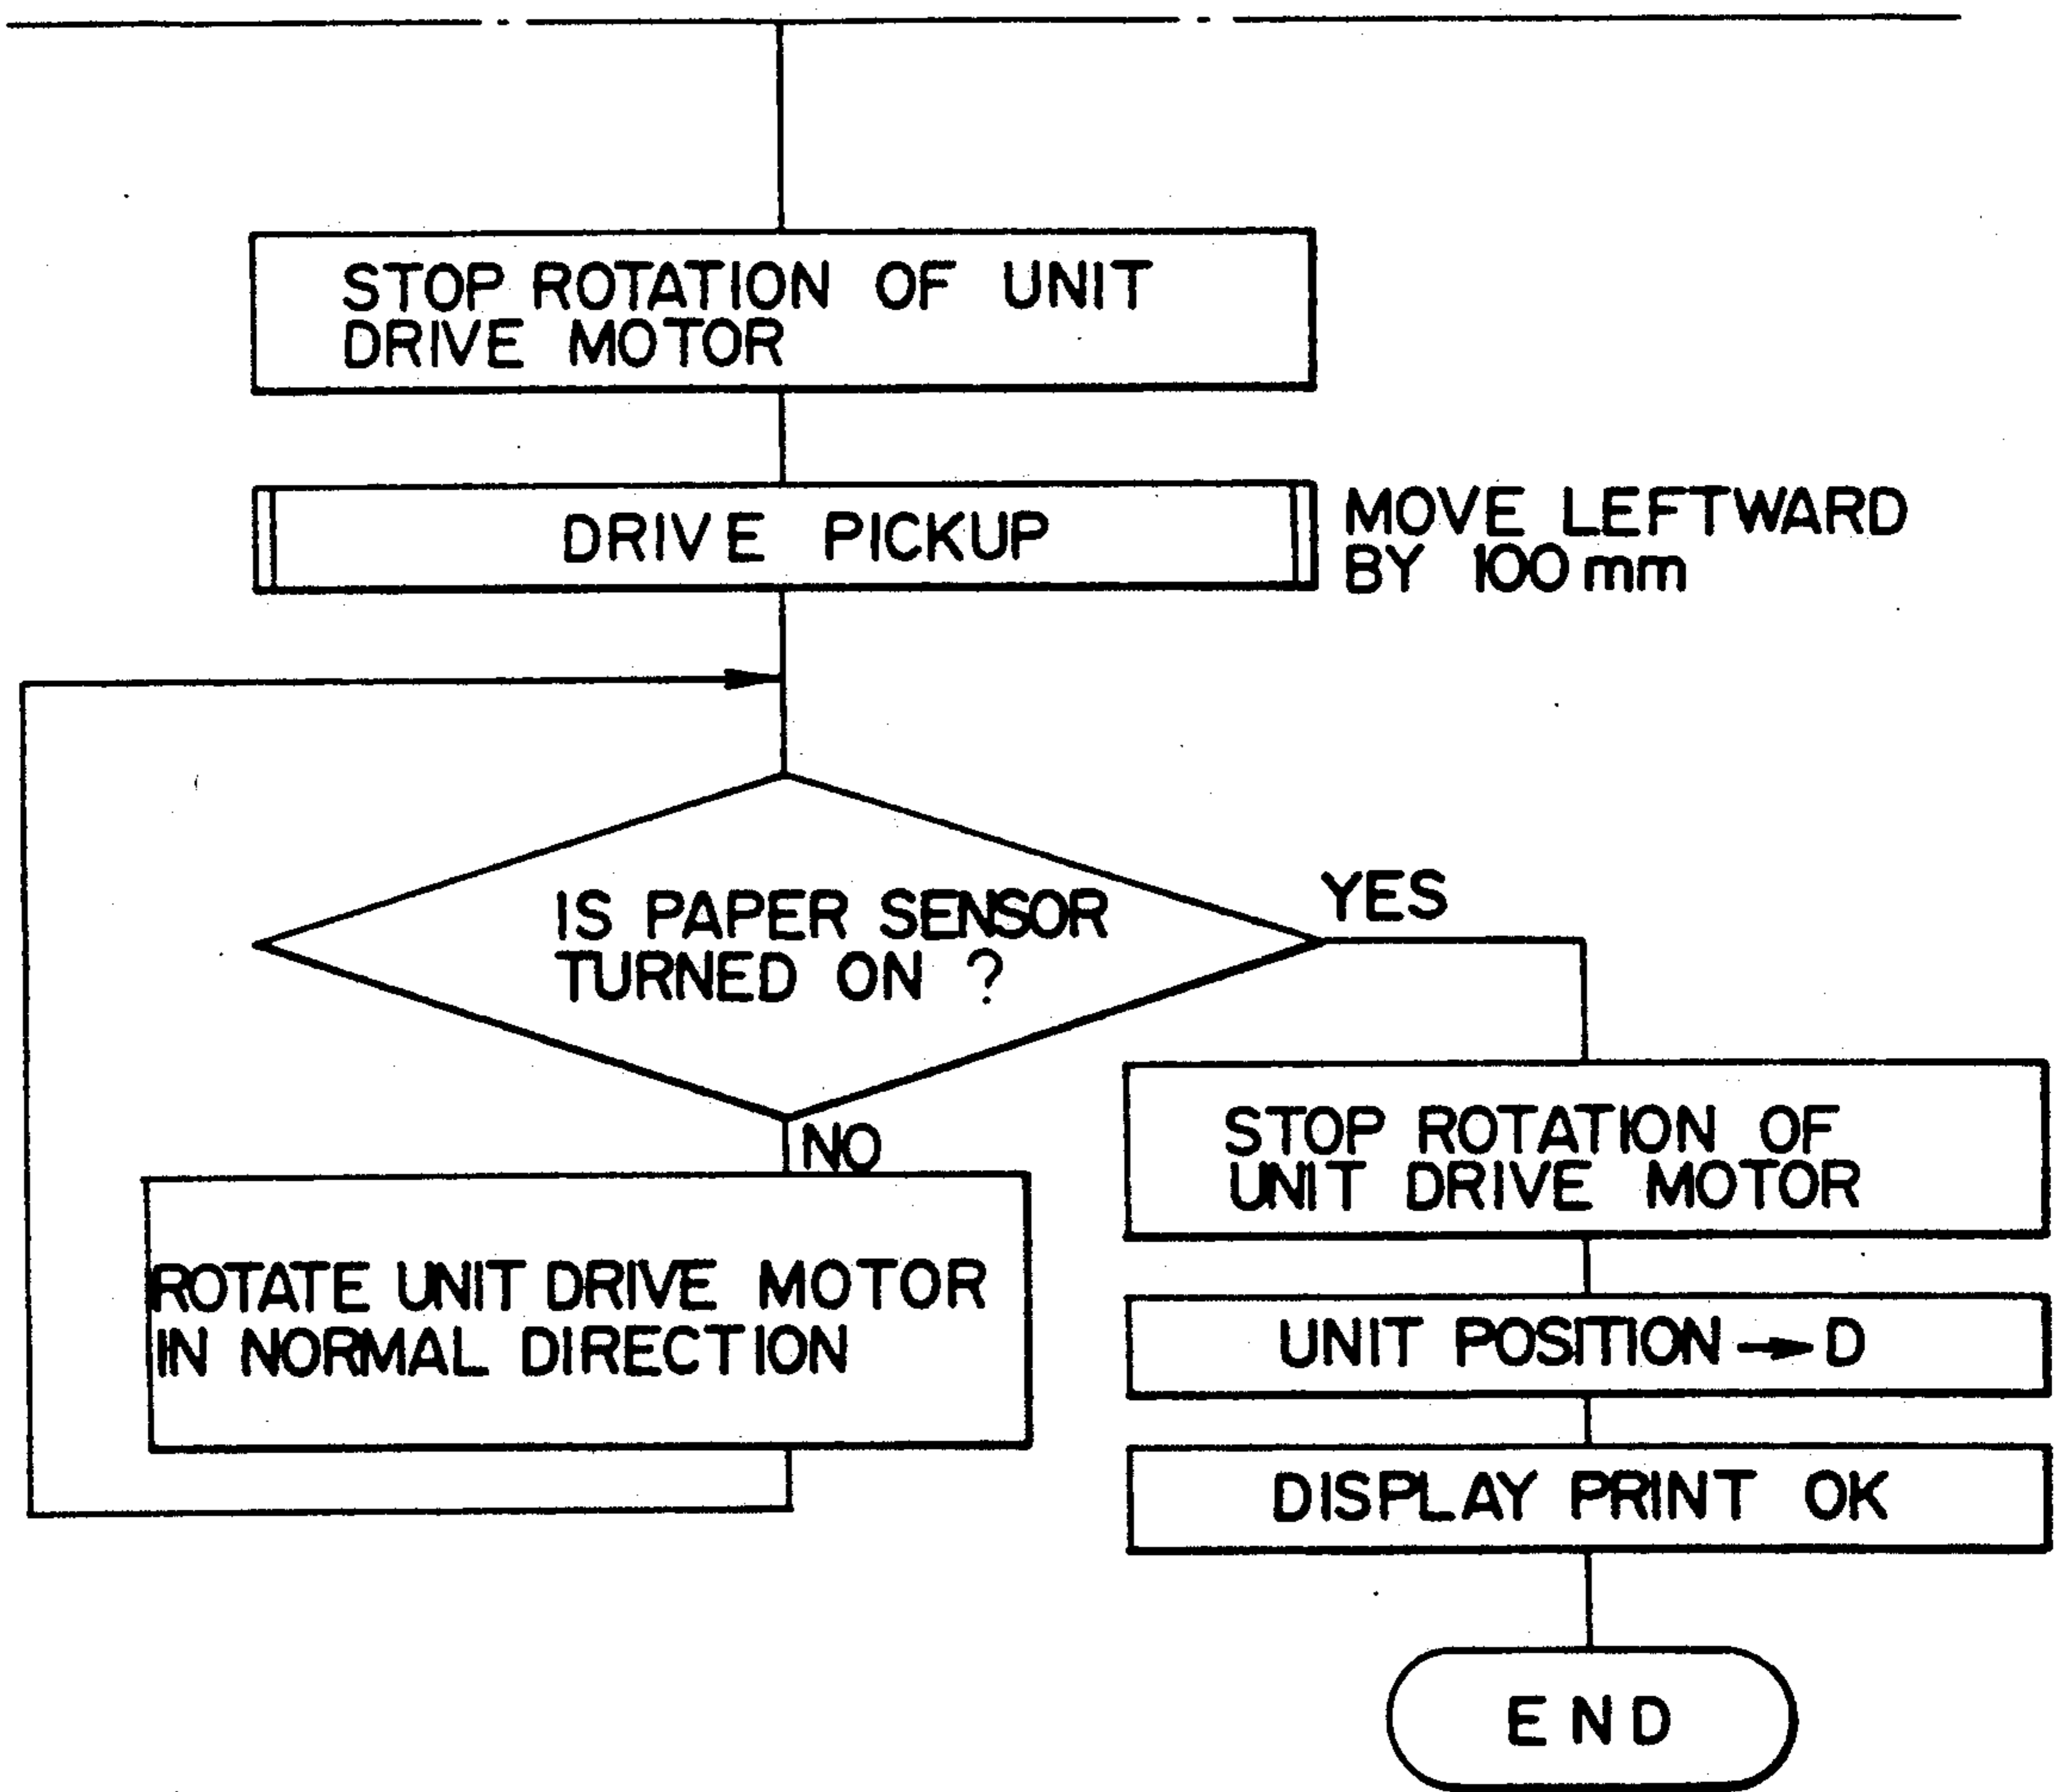 STOP ROTATION OF UNIT
DRIVE MOTOR
DRIVE PICKUP
MOVE LEFTWARD
BY 100 mm
IS PAPER SENSOR
TURNED ON ?
YES
NO
ROTATE UNIT DRIVE MOTOR
IN NORMAL DIRECTION
STOP ROTATION OF
UNIT DRIVE MOTOR
UNIT POSITION → D
DISPLAY PRINT OK
END